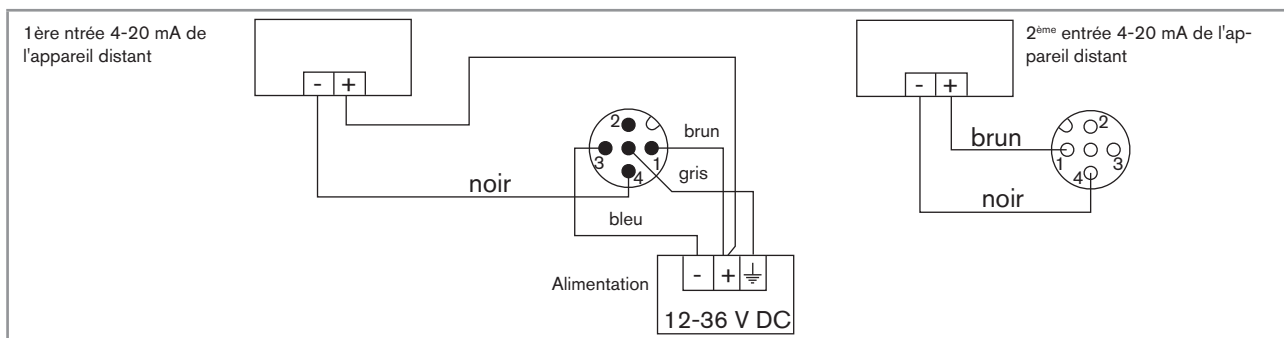 1ère ntrée 4-20 mA de
l'appareil distant
- +
2
3
1
4
brun
gris
noir
bleu
Alimentation
- +
12-36 V DC
2ème entrée 4-20 mA de l'ap-
pareil distant
- +
brun
noir
2
1
3
4